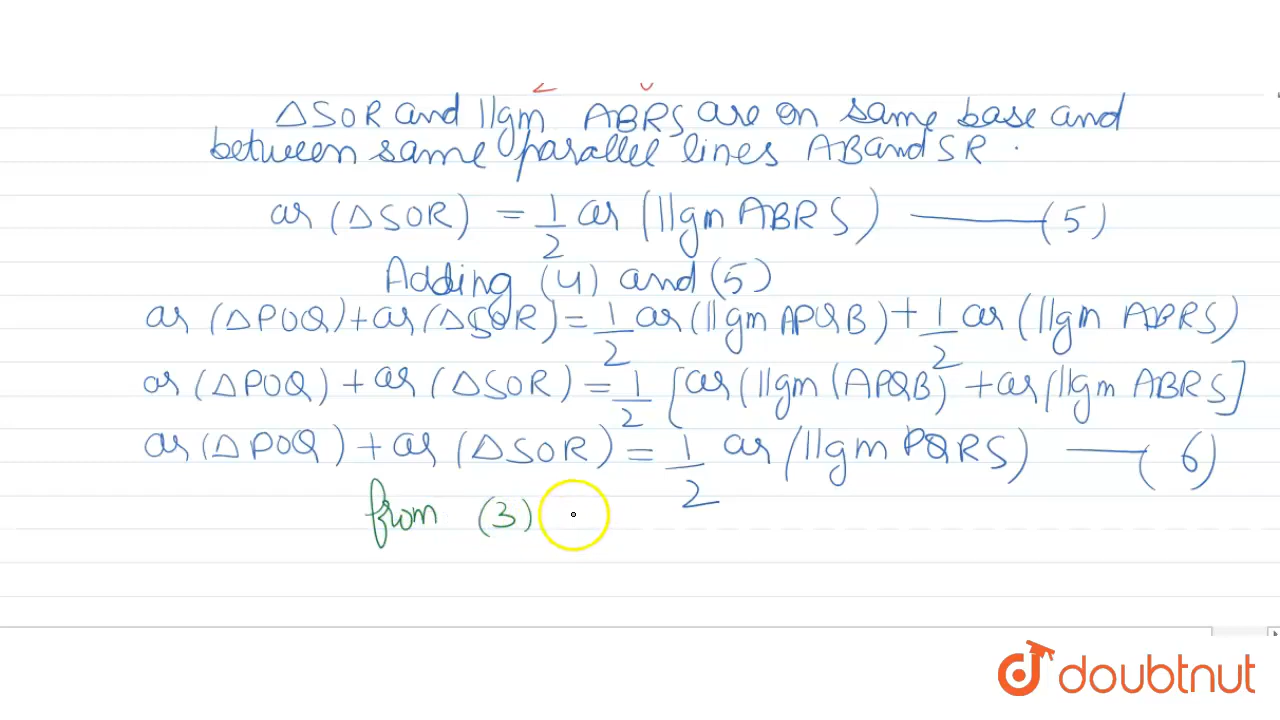 △SOR and ||gm ABRS are on same base and
between same parallel lines AB and SR .
ar (△SOR) = 1/2 ar (||gm ABRS) —— (5)
Adding (4) and (5)
ar (△POQ) + ar (△SOR) = 1/2 ar (||gm APQB) + 1/2 ar (||gm ABRS)
ar (△POQ) + ar (△SOR) = 1/2 [ar (||gm (APQB) + ar (||gm ABRS]
ar (△POQ) + ar (△SOR) = 1/2 ar (||gm PQRS) —— (6)
from (3)
doubtnut